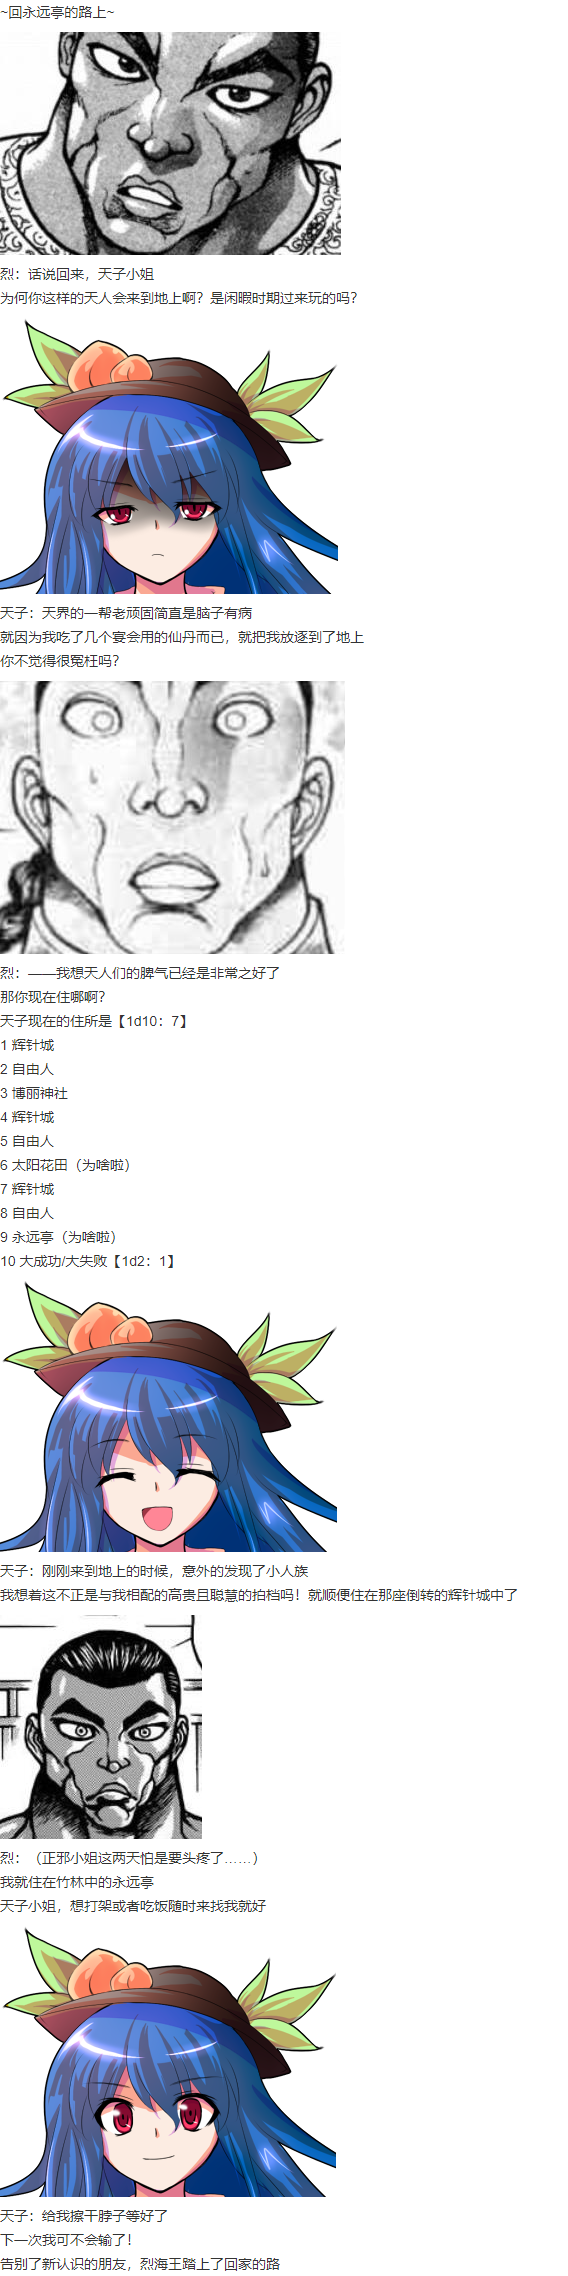 ~回永远亭的路上~
烈：话说回来，天子小姐
为何你这样的天人会来到地上啊？是闲暇时期过来玩的吗？
天子：天界的一帮老顽固简直是脑子有病
就因为我吃了几个宴会用的仙丹而已，就把我放逐到了地上
你不觉得很冤枉吗？
烈：——我想天人们的脾气已经是非常之好了
那你现在住哪啊？
天子现在的住所是【1d10：7】
1 辉针城
2 自由人
3 博丽神社
4 辉针城
5 自由人
6 太阳花田（为啥啦）
7 辉针城
8 自由人
9 永远亭（为啥啦）
10 大成功/大失败【1d2：1】
天子：刚刚来到地上的时候，意外的发现了小人族
我想着这不正是与我相配的高贵且聪慧的拍档吗！就顺便住在那座倒转的辉针城中了
烈：（正邪小姐这两天怕是要头疼了……）
我就住在竹林中的永远亭
天子小姐，想打架或者吃饭随时来找我就好
天子：给我擦干脖子等好了
下一次我可不会输了！
告别了新认识的朋友，烈海王踏上了回家的路